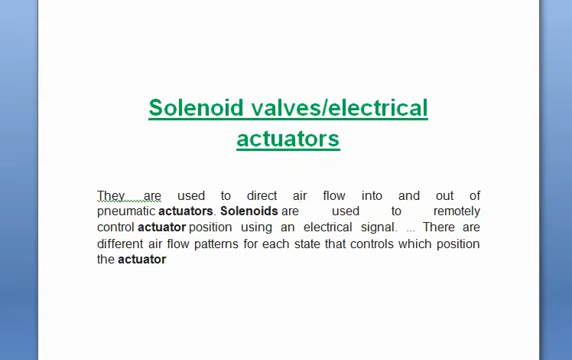 Solenoid valves/electrical
actuators
They are used to direct air flow into and out of
pneumatic actuators. Solenoids are used to remotely
control actuator position using an electrical signal. ... There are
different air flow patterns for each state that controls which position
the actuator